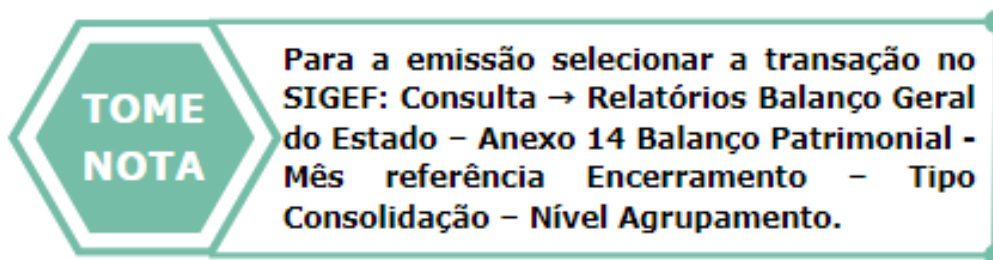 TOME
NOTA
Para a emissão selecionar a transação no
SIGEF: Consulta → Relatórios Balanço Geral
do Estado – Anexo 14 Balanço Patrimonial -
Mês referência Encerramento – Tipo
Consolidação – Nível Agrupamento.